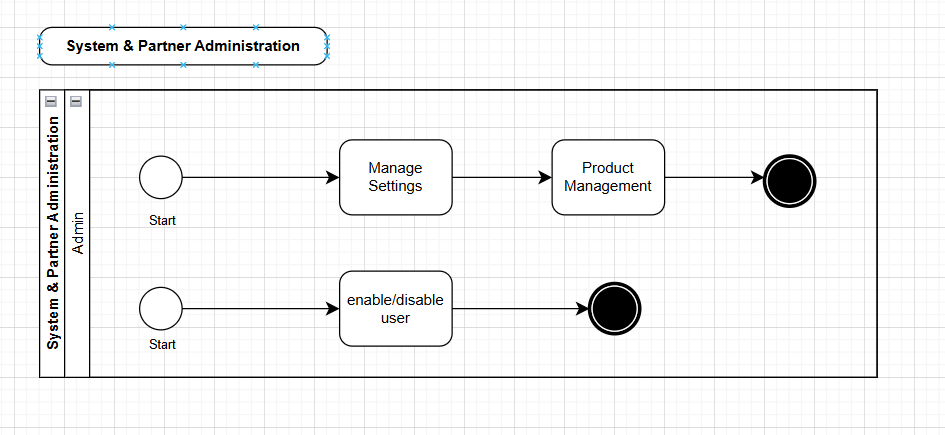 System & Partner Administration
System & Partner Administration
Admin
Manage
Settings
Product
Management
Start
enable/disable
user
Start